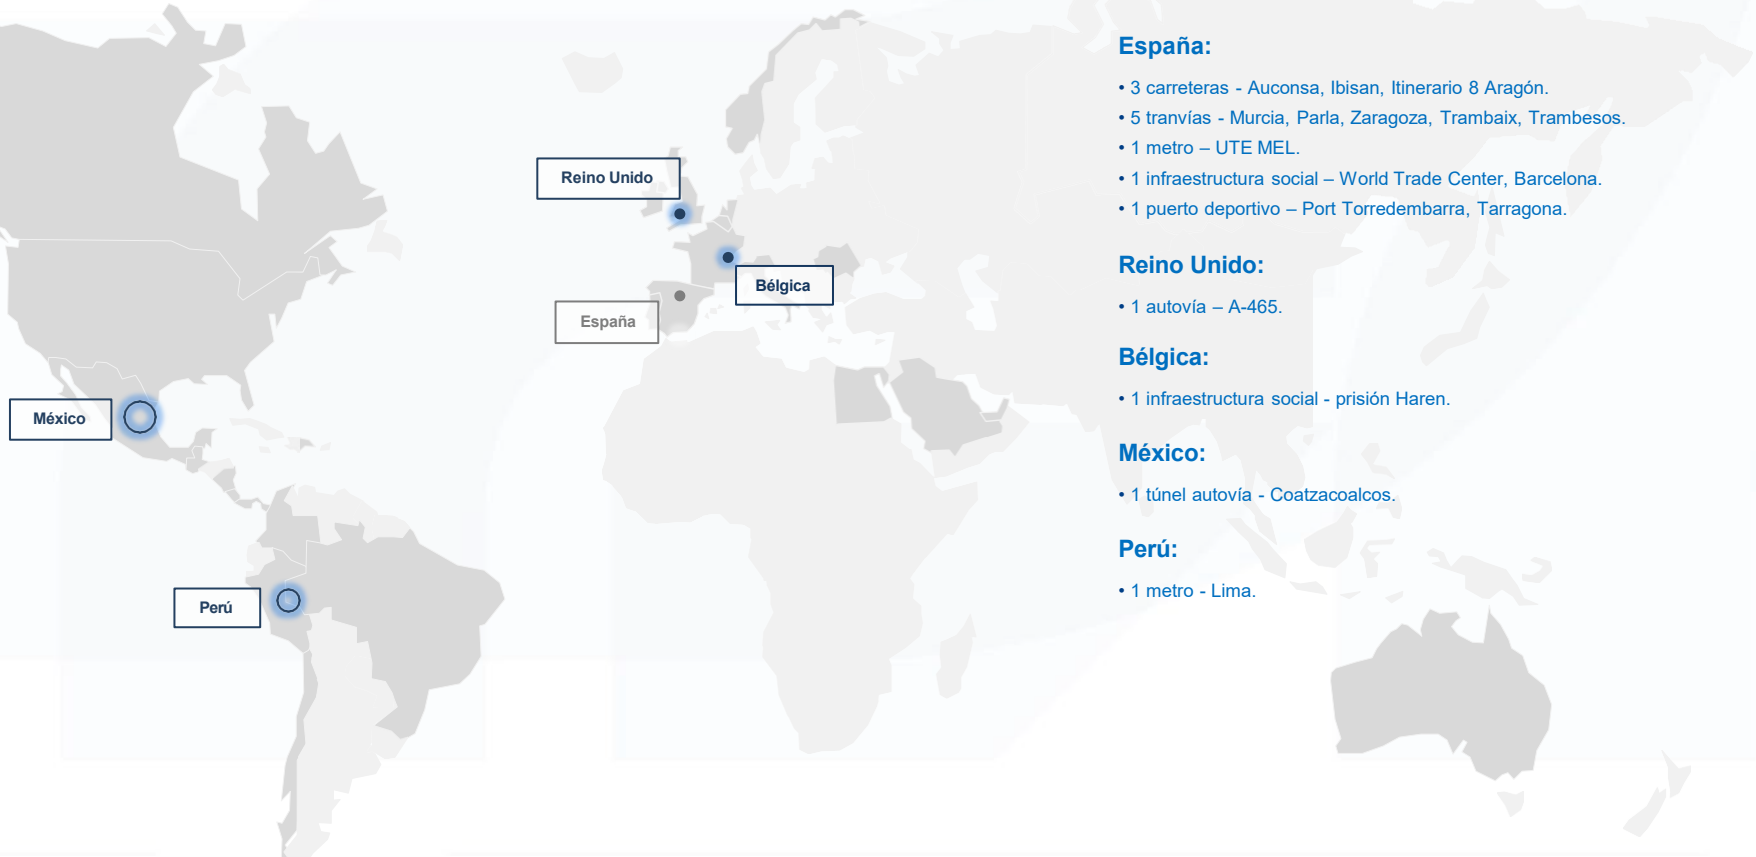 España:
• 3 carreteras - Auconsa, Ibisan, Itinerario 8 Aragón.
• 5 tranvías - Murcia, Parla, Zaragoza, Trambaix, Trambesos.
• 1 metro – UTE MEL.
• 1 infraestructura social – World Trade Center, Barcelona.
• 1 puerto deportivo – Port Torredembarra, Tarragona.
Reino Unido:
• 1 autovía – A-465.
Bélgica:
• 1 infraestructura social - prisión Haren.
México:
• 1 túnel autovía - Coatzacoalcos.
Perú:
• 1 metro - Lima.
Reino Unido
Bélgica
España
México
Perú